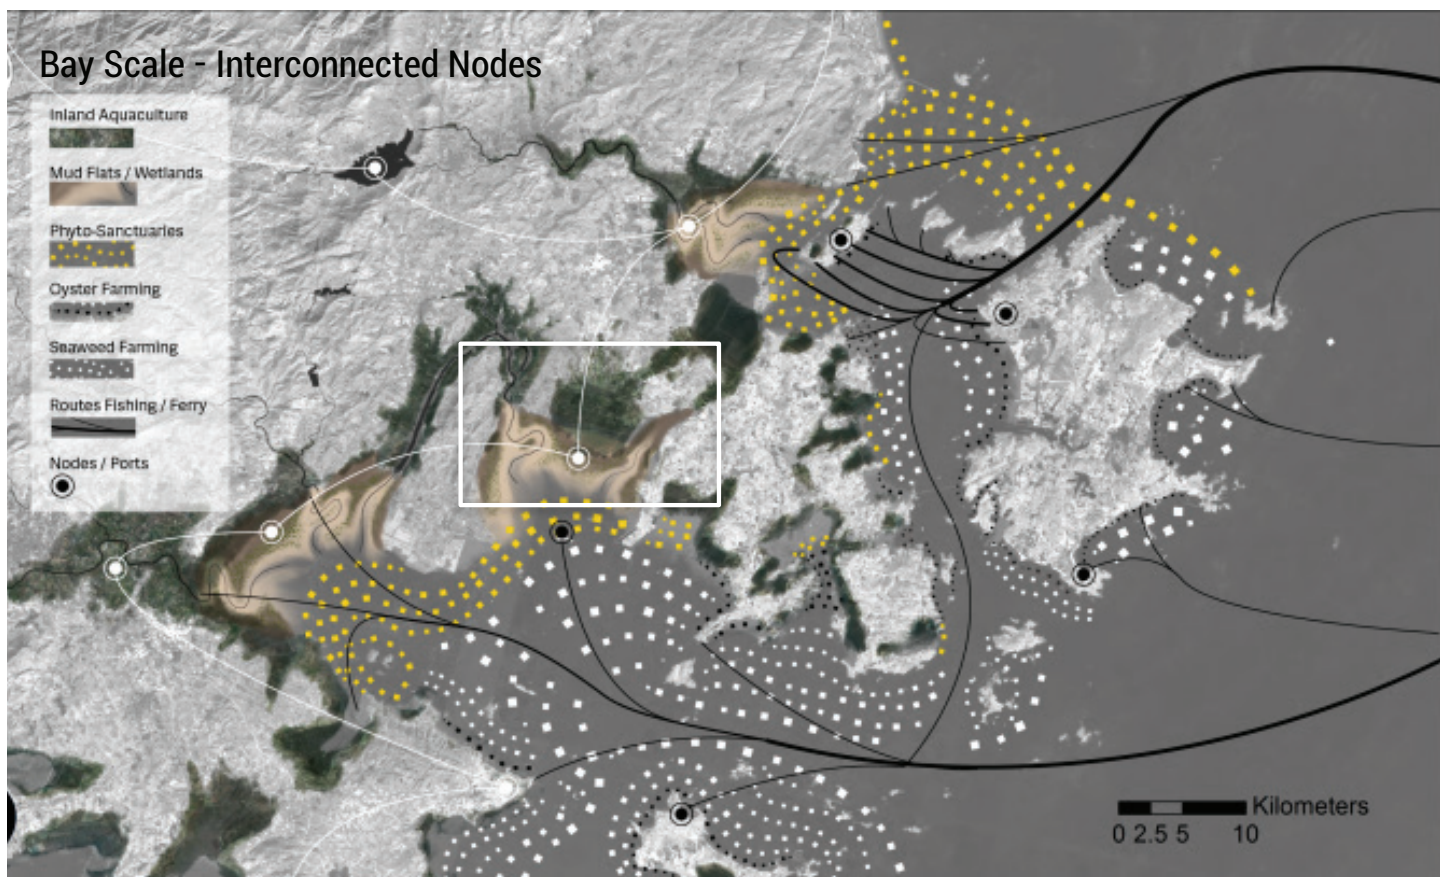 Bay Scale - Interconnected Nodes
Inland Aquaculture
Mud Flats / Wetlands
Phyto-Sanctuaries
Oyster Farming
Seaweed Farming
Routes Fishing / Ferry
Nodes / Ports
Kilometers
0 2.5 5 10